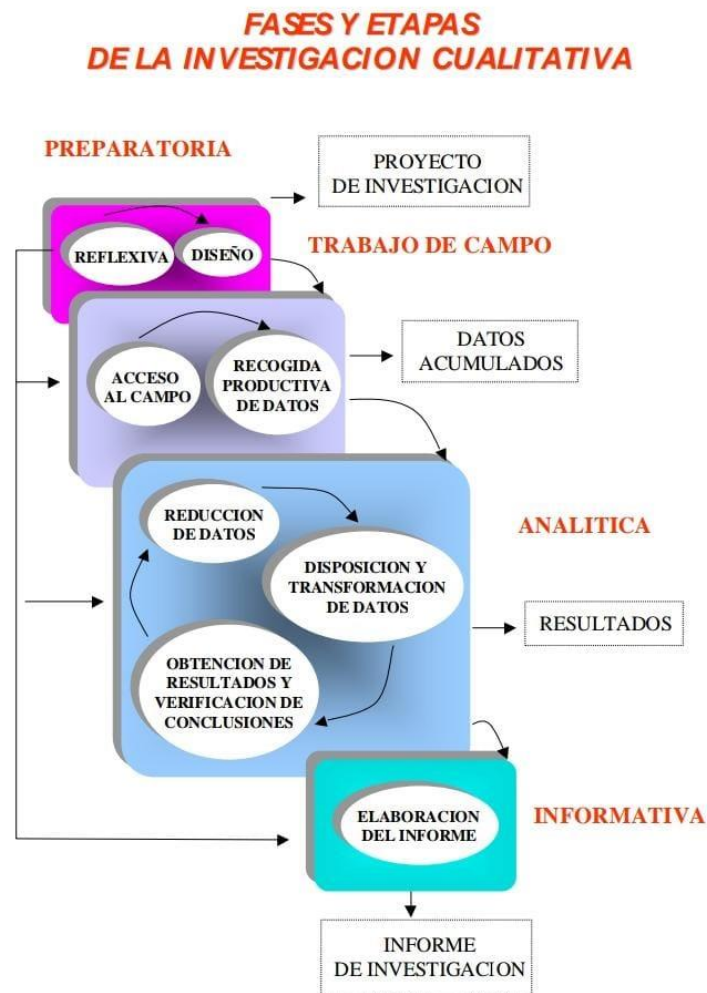 FASES Y ETAPAS
DE LA INVESTIGACION CUALITATIVA
PREPARATORIA
PROYECTO
DE INVESTIGACION
REFLEXIVA
DISEÑO
TRABAJO DE CAMPO
ACCESO
AL CAMPO
RECOGIDA
PRODUCTIVA
DE DATOS
DATOS
ACUMULADOS
REDUCCION
DE DATOS
ANALITICA
DISPOSICION Y
TRANSFORMACION
DE DATOS
RESULTADOS
OBTENCION DE
RESULTADOS Y
VERIFICACION DE
CONCLUSIONES
ELABORACION
DEL INFORME
INFORMATIVA
INFORME
DE INVESTIGACION